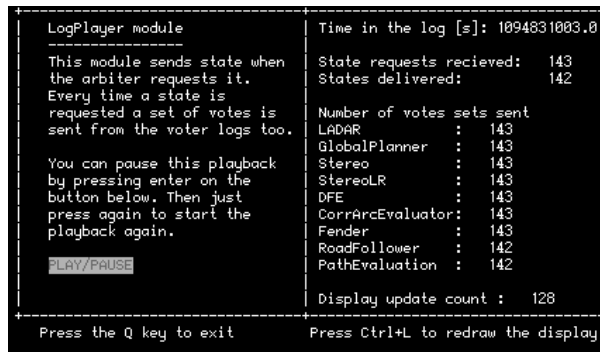 LogPlayer module
----------------
This module sends state when
the arbiter requests it.
Every time a state is
requested a set of votes is
sent from the voter logs too.
You can pause this playback
by pressing enter on the
button below. Then just
press again to start the
playback again.
PLAY/PAUSE
Time in the log [s]: 1094831003.0
State requests recieved: 143
States delivered: 142
Number of votes sets sent
LADAR : 143
GlobalPlanner : 143
Stereo : 143
StereoLR : 143
DFE : 143
CorrArcEvaluator: 143
Fender : 143
RoadFollower : 142
PathEvaluation : 142
Display update count : 128
Press the Q key to exit
Press Ctrl+L to redraw the display